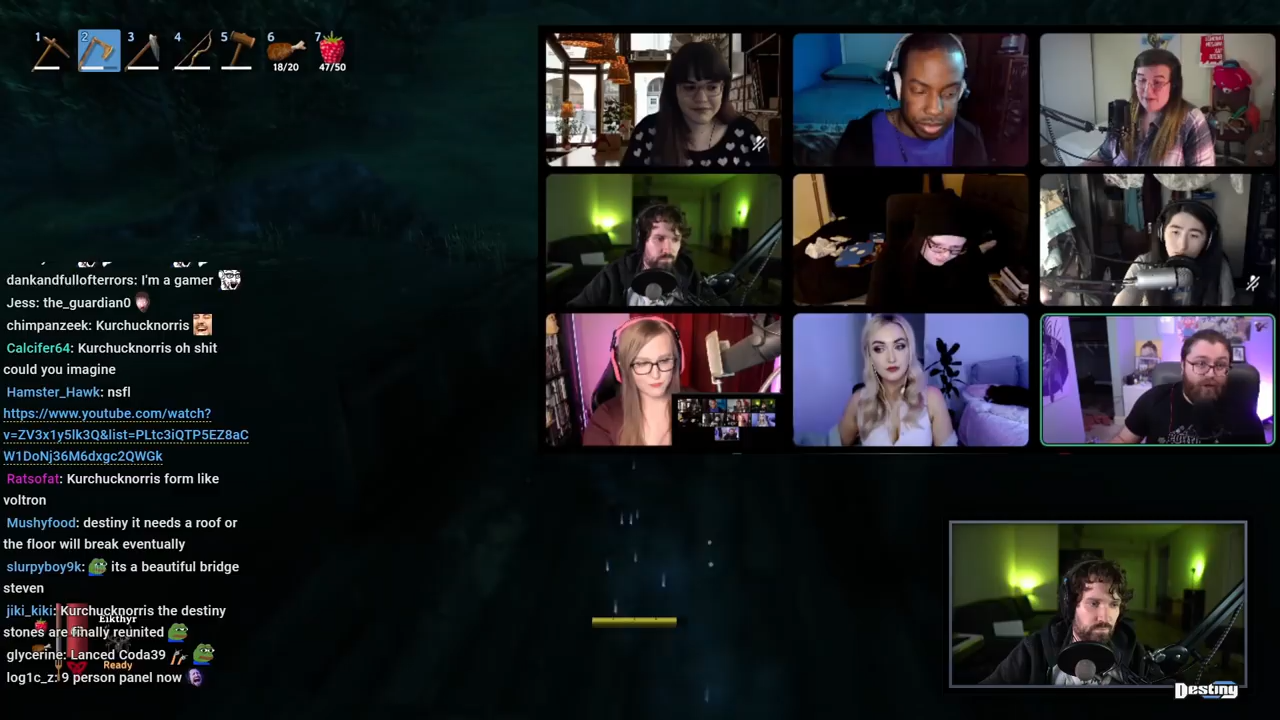 1 2 3 4 5 6 7
18/20 47/50
dankandfullofterrors: I'm a gamer
Jess: the_guardian0
chimpanzeek: Kurchucknorris
Calcifer64: Kurchucknorris oh shit
could you imagine
Hamster_Hawk: nsfl
https://www.youtube.com/watch?
v=ZV3x1y5lk3Q&list=PLtc3iQTP5EZ8aC
W1DoNj36M6dxgc2QWGk
Ratsofat: Kurchucknorris form like
voltron
Mushyfood: destiny it needs a roof or
the floor will break eventually
slurpyboy9k: its a beautiful bridge
steven
jiki_kiki: Kurchucknorris the destiny
Eikthyr
stones are finally reunited
glycerine: Lanced Coda39
Ready
log1c_z: 9 person panel now
Destiny